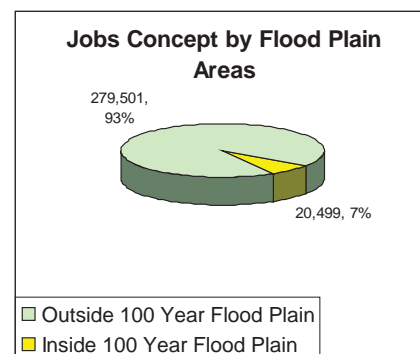 Jobs Concept by Flood Plain
Areas
279,501,
93%
20,499, 7%
Outside 100 Year Flood Plain
Inside 100 Year Flood Plain